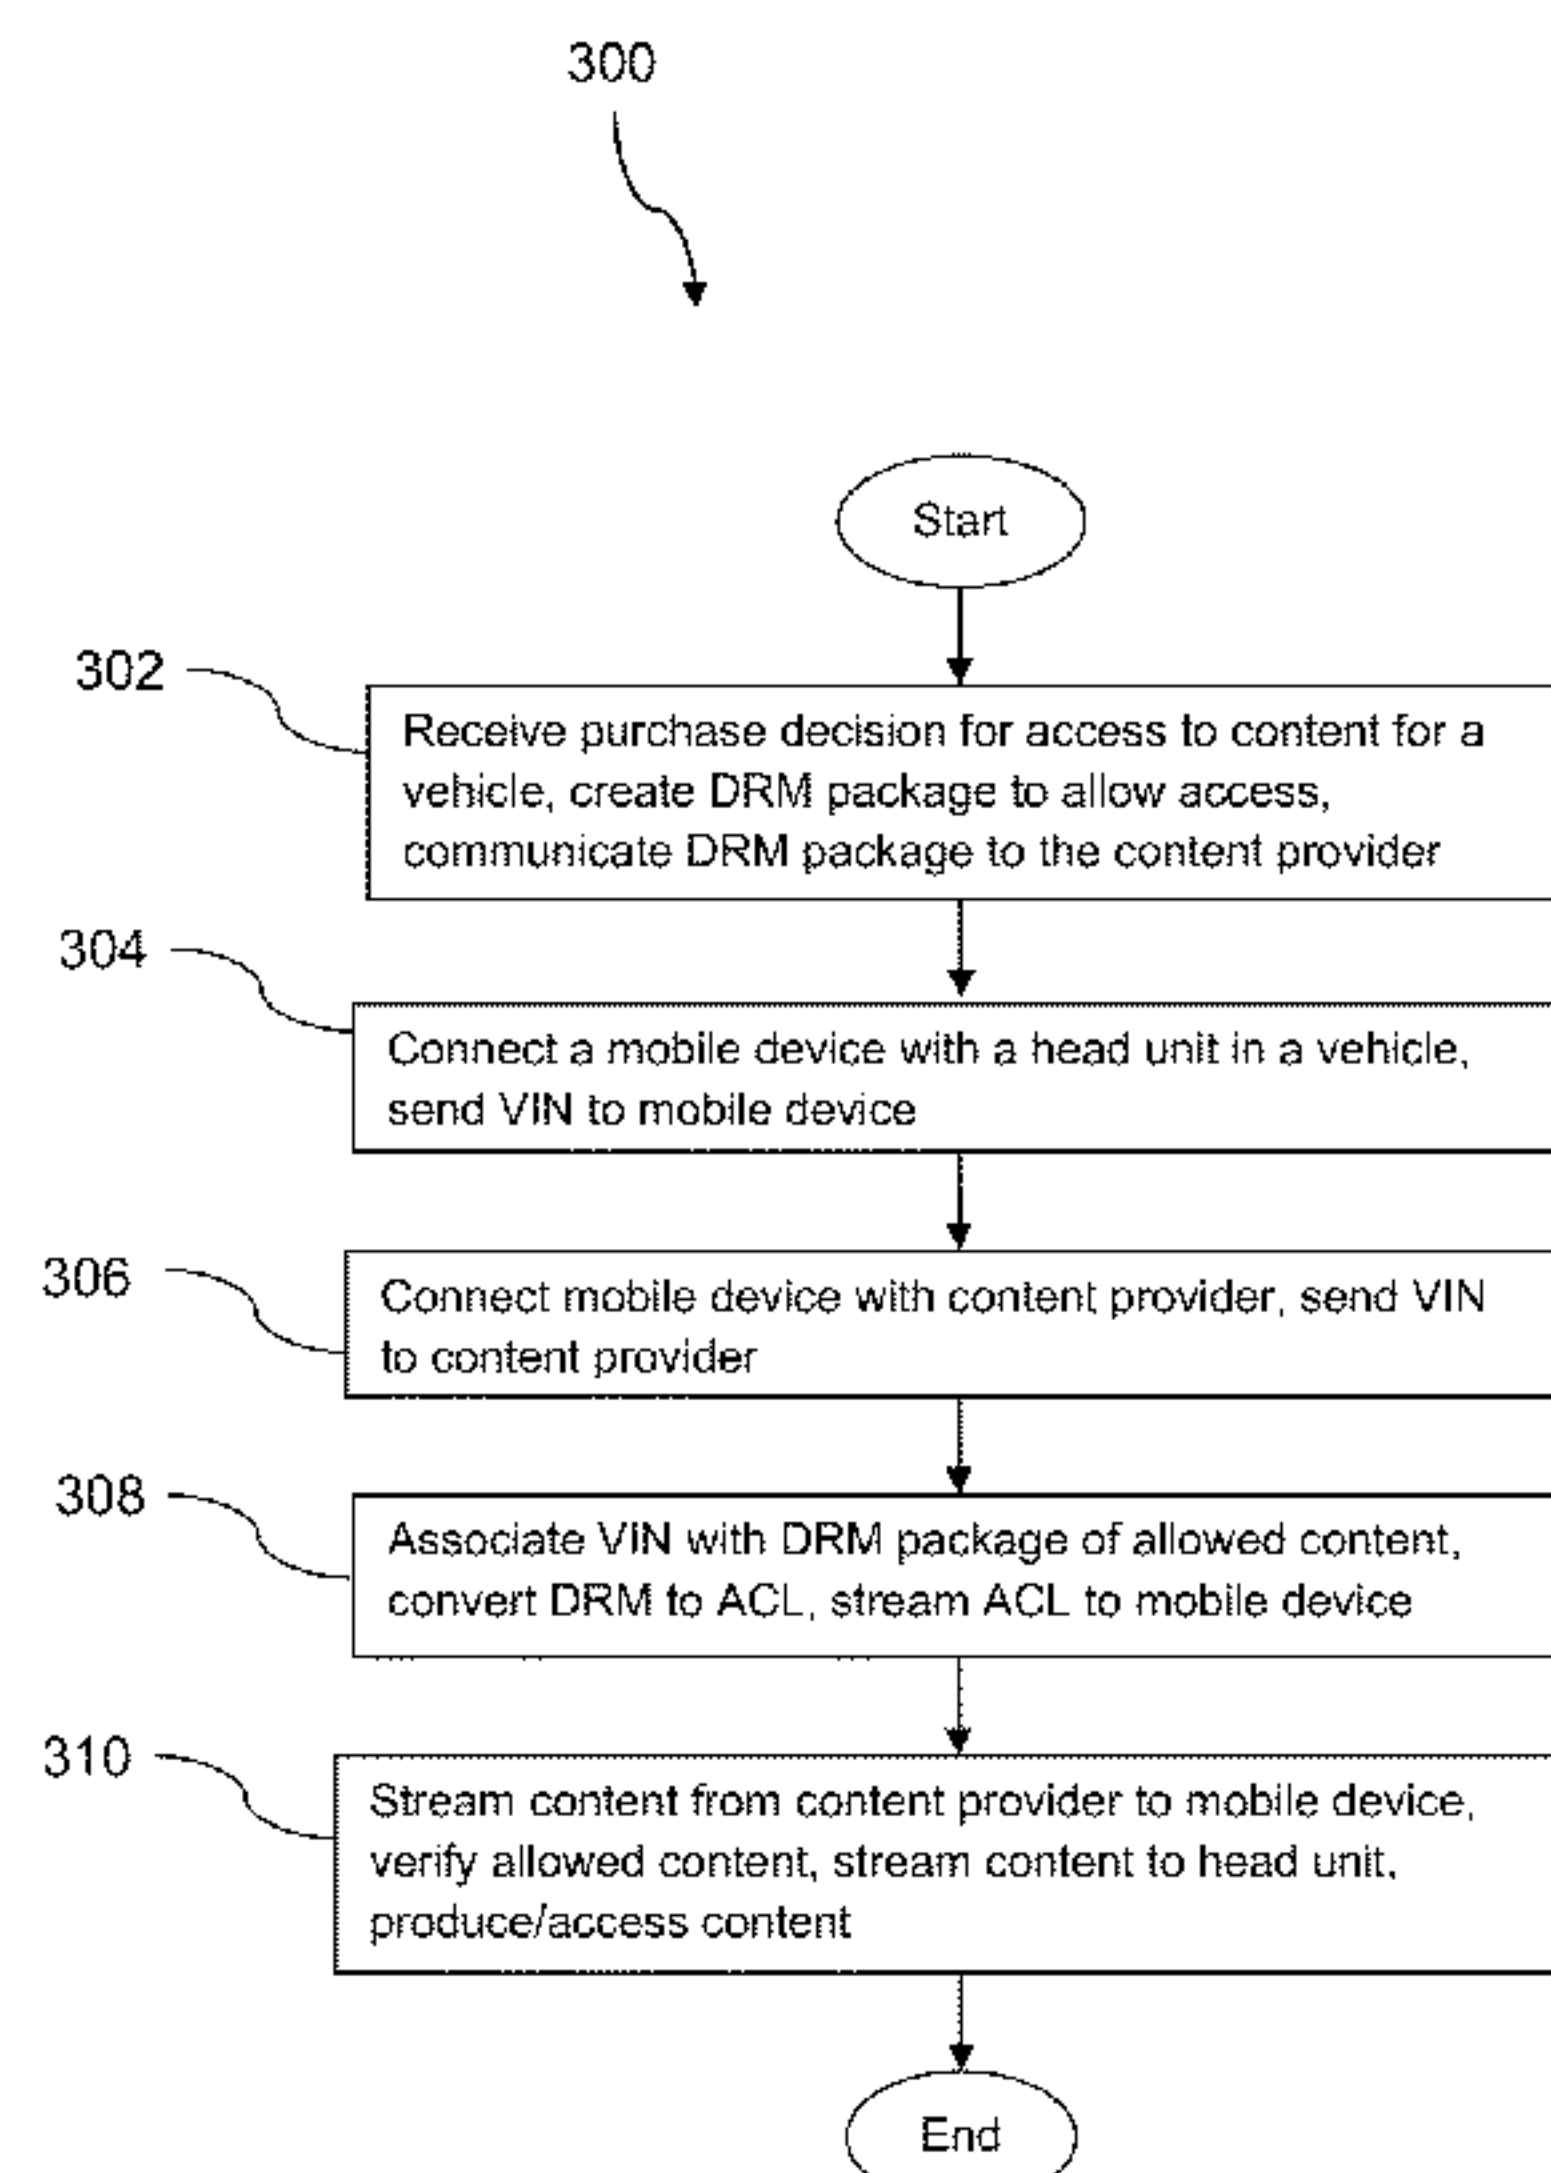 300
Start
302
Receive purchase decision for access to content for a
vehicle, create DRM package to allow access,
communicate DRM package to the content provider
304
Connect a mobile device with a head unit in a vehicle,
send VIN to mobile device
306
Connect mobile device with content provider, send VIN
to content provider
308
Associate VIN with DRM package of allowed content,
convert DRM to ACL, stream ACL to mobile device
310
Stream content from content provider to mobile device,
verify allowed content, stream content to head unit,
produce/access content
End